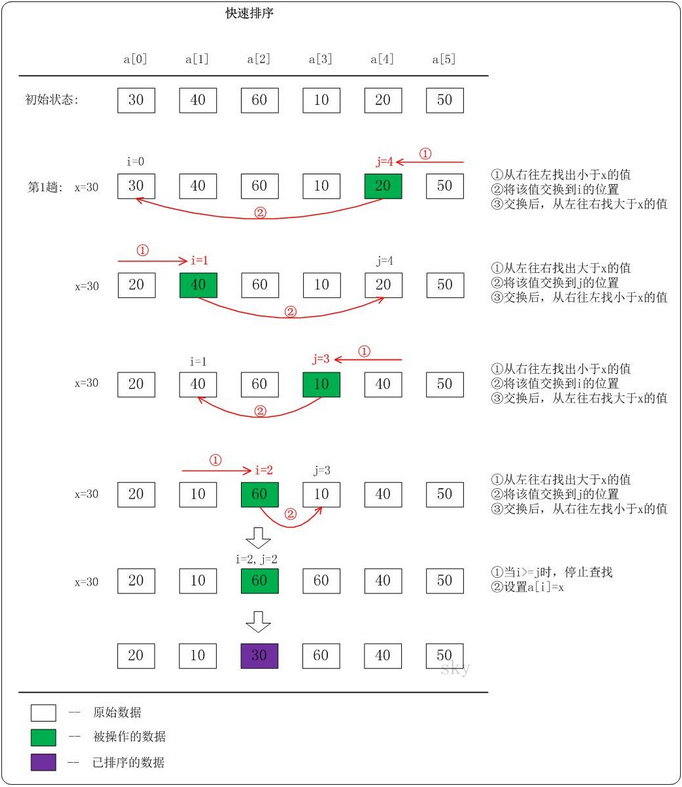 快速排序
a[0] a[1] a[2] a[3] a[4] a[5]
初始状态: 30 40 60 10 20 50
i=0 j=4 ①
第1趟: x=30 30 40 60 10 20 50
②
①从右往左找出小于x的值
②将该值交换到i的位置
③交换后，从左往右找大于x的值
① i=1 j=4
x=30 20 40 60 10 20 50
②
①从左往右找出大于x的值
②将该值交换到j的位置
③交换后，从右往左找小于x的值
i=1 j=3 ①
x=30 20 40 60 10 40 50
②
①从右往左找出小于x的值
②将该值交换到i的位置
③交换后，从左往右找大于x的值
① i=2 j=3
x=30 20 10 60 10 40 50
②
①从左往右找出大于x的值
②将该值交换到j的位置
③交换后，从右往左找小于x的值
i=2,j=2
x=30 20 10 60 60 40 50
①当i>=j时，停止查找
②设置a[i]=x
20 10 30 60 40 50
sky
-- 原始数据
-- 被操作的数据
-- 已排序的数据